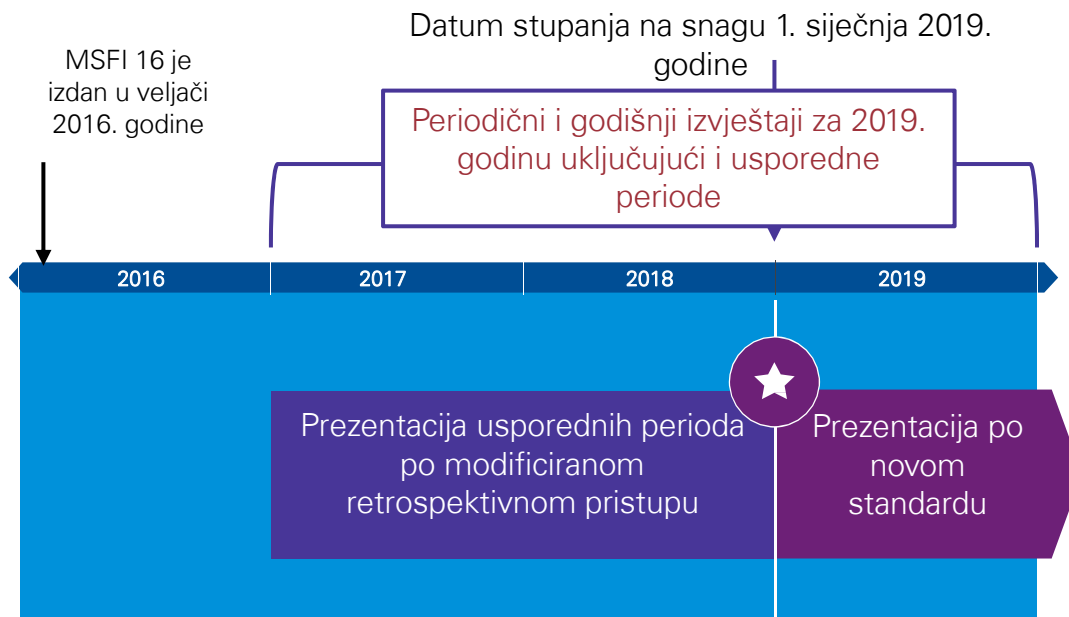 Datum stupanja na snagu 1. siječnja 2019.
godine
MSFI 16 je
izdan u veljači
2016. godine
Periodični i godišnji izvještaji za 2019.
godinu uključujući i usporedne
periode
2016
2017
2018
2019
Prezentacija usporednih perioda
po modificiranom
retrospektivnom pristupu
Prezentacija po
novom
standardu